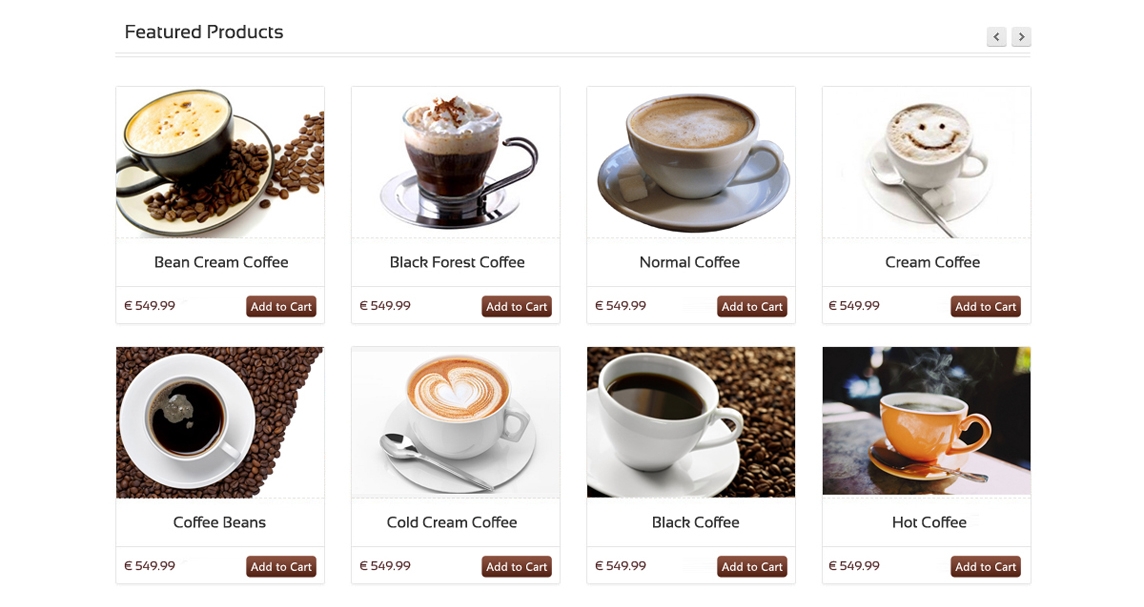 Featured Products
Bean Cream Coffee
Black Forest Coffee
Normal Coffee
Cream Coffee
€ 549.99
Add to Cart
€ 549.99
Add to Cart
€ 549.99
Add to Cart
€ 549.99
Add to Cart
Coffee Beans
Cold Cream Coffee
Black Coffee
Hot Coffee
€ 549.99
Add to Cart
€ 549.99
Add to Cart
€ 549.99
Add to Cart
€ 549.99
Add to Cart